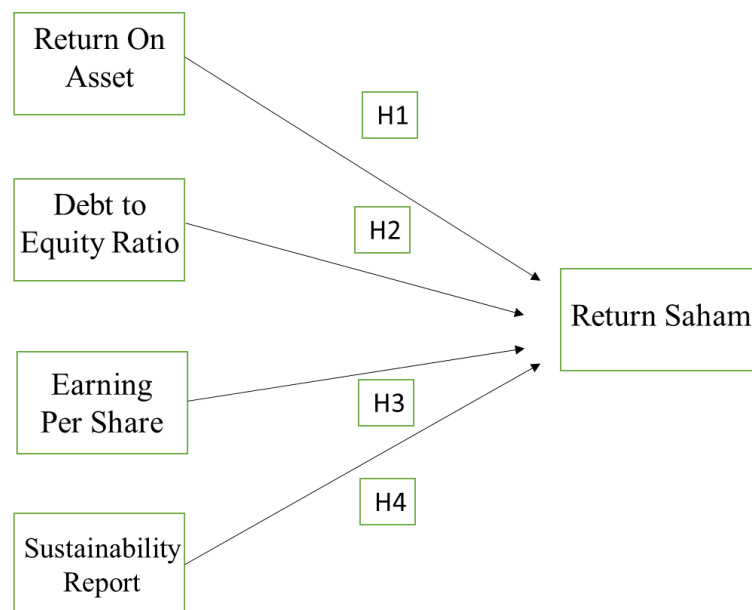 Return On
Asset
H1
Debt to
Equity Ratio
H2
Return Saham
Earning
Per Share
H3
H4
Sustainability
Report